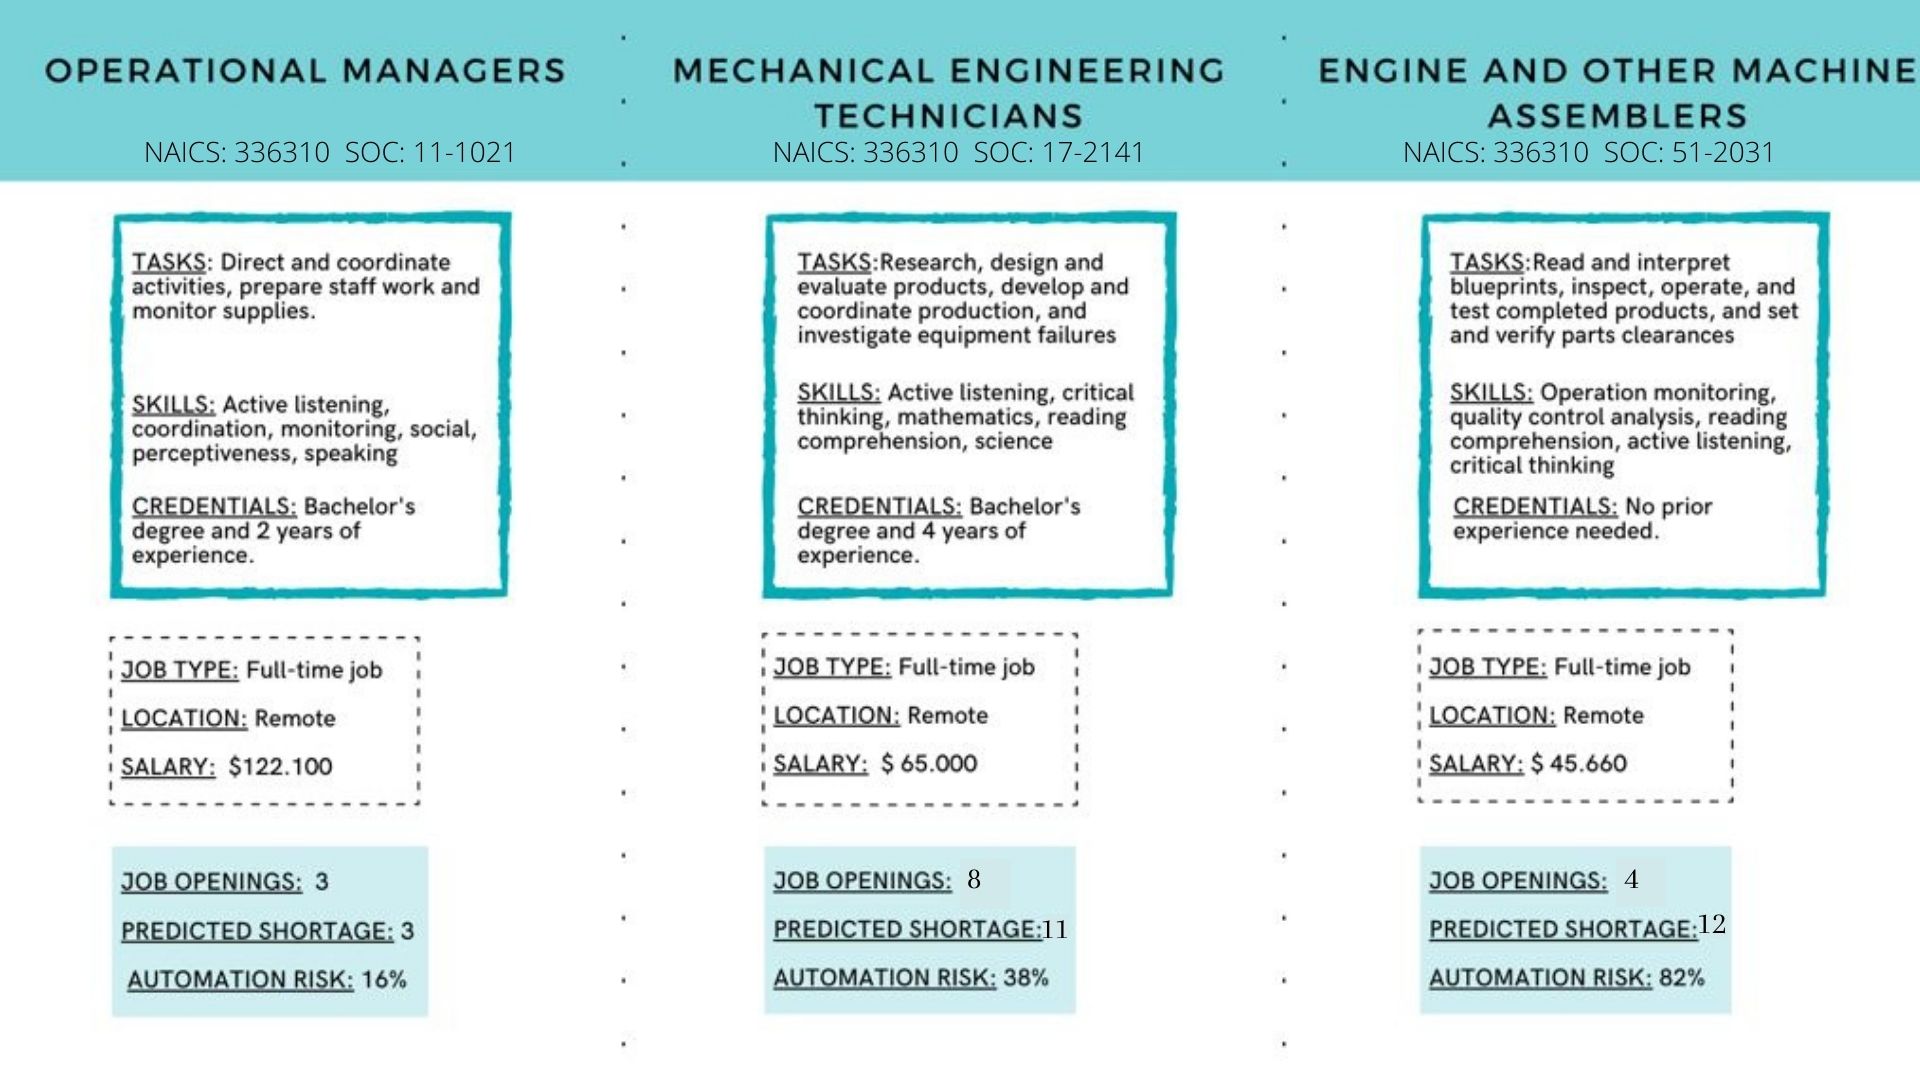 OPERATIONAL MANAGERS
NAICS: 336310 SOC: 11-1021
TASKS: Direct and coordinate
activities, prepare staff work and
monitor supplies.
SKILLS: Active listening,
coordination, monitoring, social,
perceptiveness, speaking
CREDENTIALS: Bachelor's
degree and 2 years of
experience.
JOB TYPE: Full-time job
LOCATION: Remote
SALARY: $122.100
JOB OPENINGS: 3
PREDICTED SHORTAGE: 3
AUTOMATION RISK: 16%
MECHANICAL ENGINEERING
TECHNICIANS
NAICS: 336310 SOC: 17-2141
TASKS:Research, design and
evaluate products, develop and
coordinate production, and
investigate equipment failures
SKILLS: Active listening, critical
thinking, mathematics, reading
comprehension, science
CREDENTIALS: Bachelor's
degree and 4 years of
experience.
JOB TYPE: Full-time job
LOCATION: Remote
SALARY: $ 65.000
JOB OPENINGS: 8
PREDICTED SHORTAGE:11
AUTOMATION RISK: 38%
ENGINE AND OTHER MACHINE
ASSEMBLERS
NAICS: 336310 SOC: 51-2031
TASKS:Read and interpret
blueprints, inspect, operate, and
test completed products, and set
and verify parts clearances
SKILLS: Operation monitoring,
quality control analysis, reading
comprehension, active listening,
critical thinking
CREDENTIALS: No prior
experience needed.
JOB TYPE: Full-time job
LOCATION: Remote
SALARY: $ 45.660
JOB OPENINGS: 4
PREDICTED SHORTAGE:12
AUTOMATION RISK: 82%